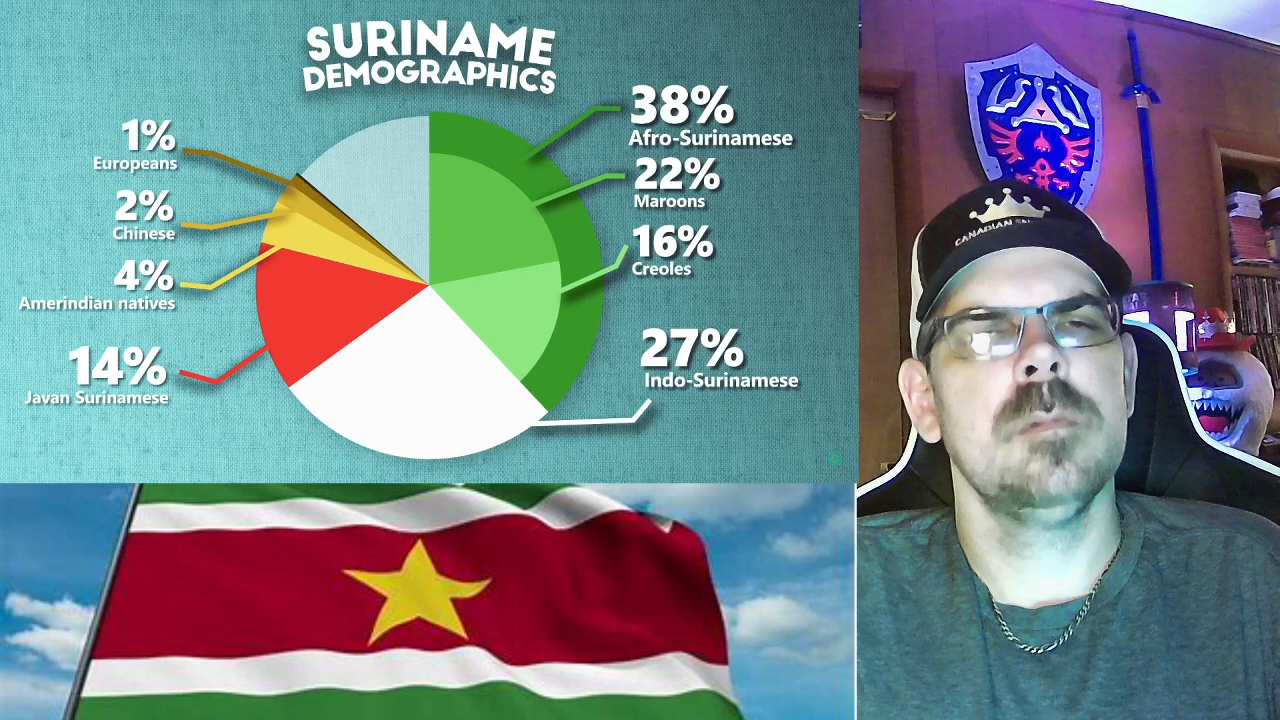 SURINAME
DEMOGRAPHICS
38%
Afro-Surinamese
22%
Maroons
16%
Creoles
27%
Indo-Surinamese
1%
Europeans
2%
Chinese
4%
Amerindian natives
14%
Javan Surinamese
CANADIAN